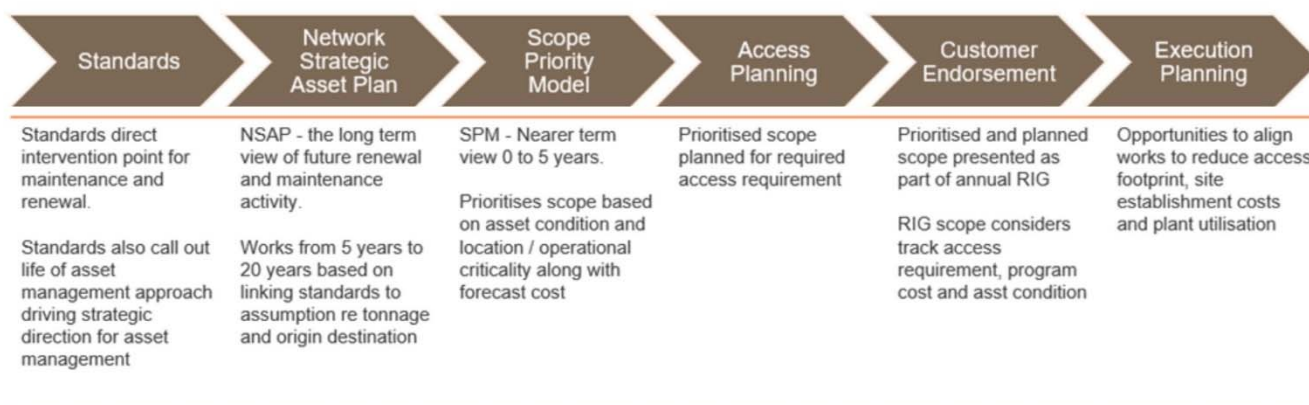 Standards
Network
Strategic
Asset Plan
Scope
Priority
Model
Access
Planning
Customer
Endorsement
Execution
Planning
Standards direct
intervention point for
maintenance and
renewal.
Standards also call out
life of asset
management approach
driving strategic
direction for asset
management
NSAP - the long term
view of future renewal
and maintenance
activity.
Works from 5 years to
20 years based on
linking standards to
assumption re tonnage
and origin destination
SPM - Nearer term
view 0 to 5 years.
Prioritises scope based
on asset condition and
location / operational
criticality along with
forecast cost
Prioritised scope
planned for required
access requirement
Prioritised and planned
scope presented as
part of annual RIG
RIG scope considers
track access
requirement, program
cost and asst condition
Opportunities to align
works to reduce access
footprint, site
establishment costs
and plant utilisation